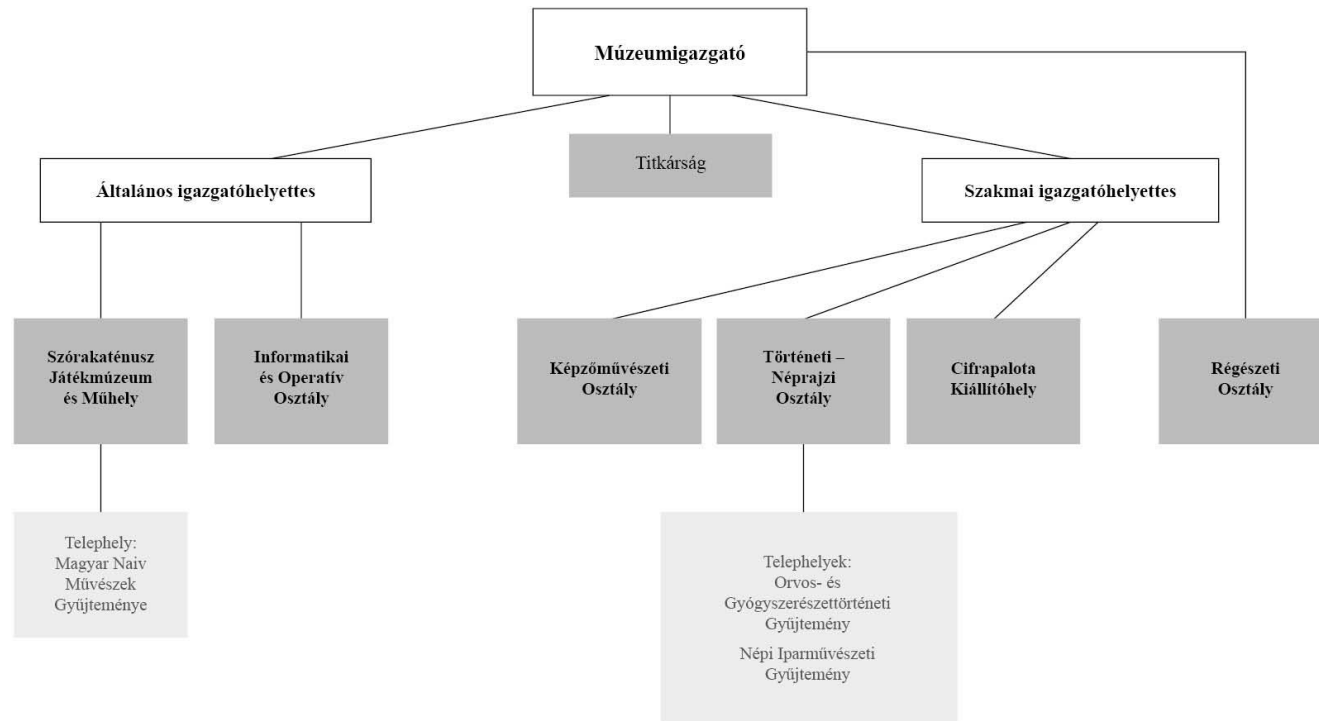 Múzeumigazgató
Titkárság
Általános igazgatóhelyettes
Szakmai igazgatóhelyettes
Szórakaténusz
Játékmúzeum
és Műhely
Informatikai
és Operatív
Osztály
Képzőművészeti
Osztály
Történeti –
Néprajzi
Osztály
Cifrapalota
Kiállítóhely
Régészeti
Osztály
Telephely:
Magyar Naiv
Művészek
Gyűjteménye
Telephelyek:
Orvos- és
Gyógyszerészettörténeti
Gyűjtemény
Népi Iparművészeti
Gyűjtemény